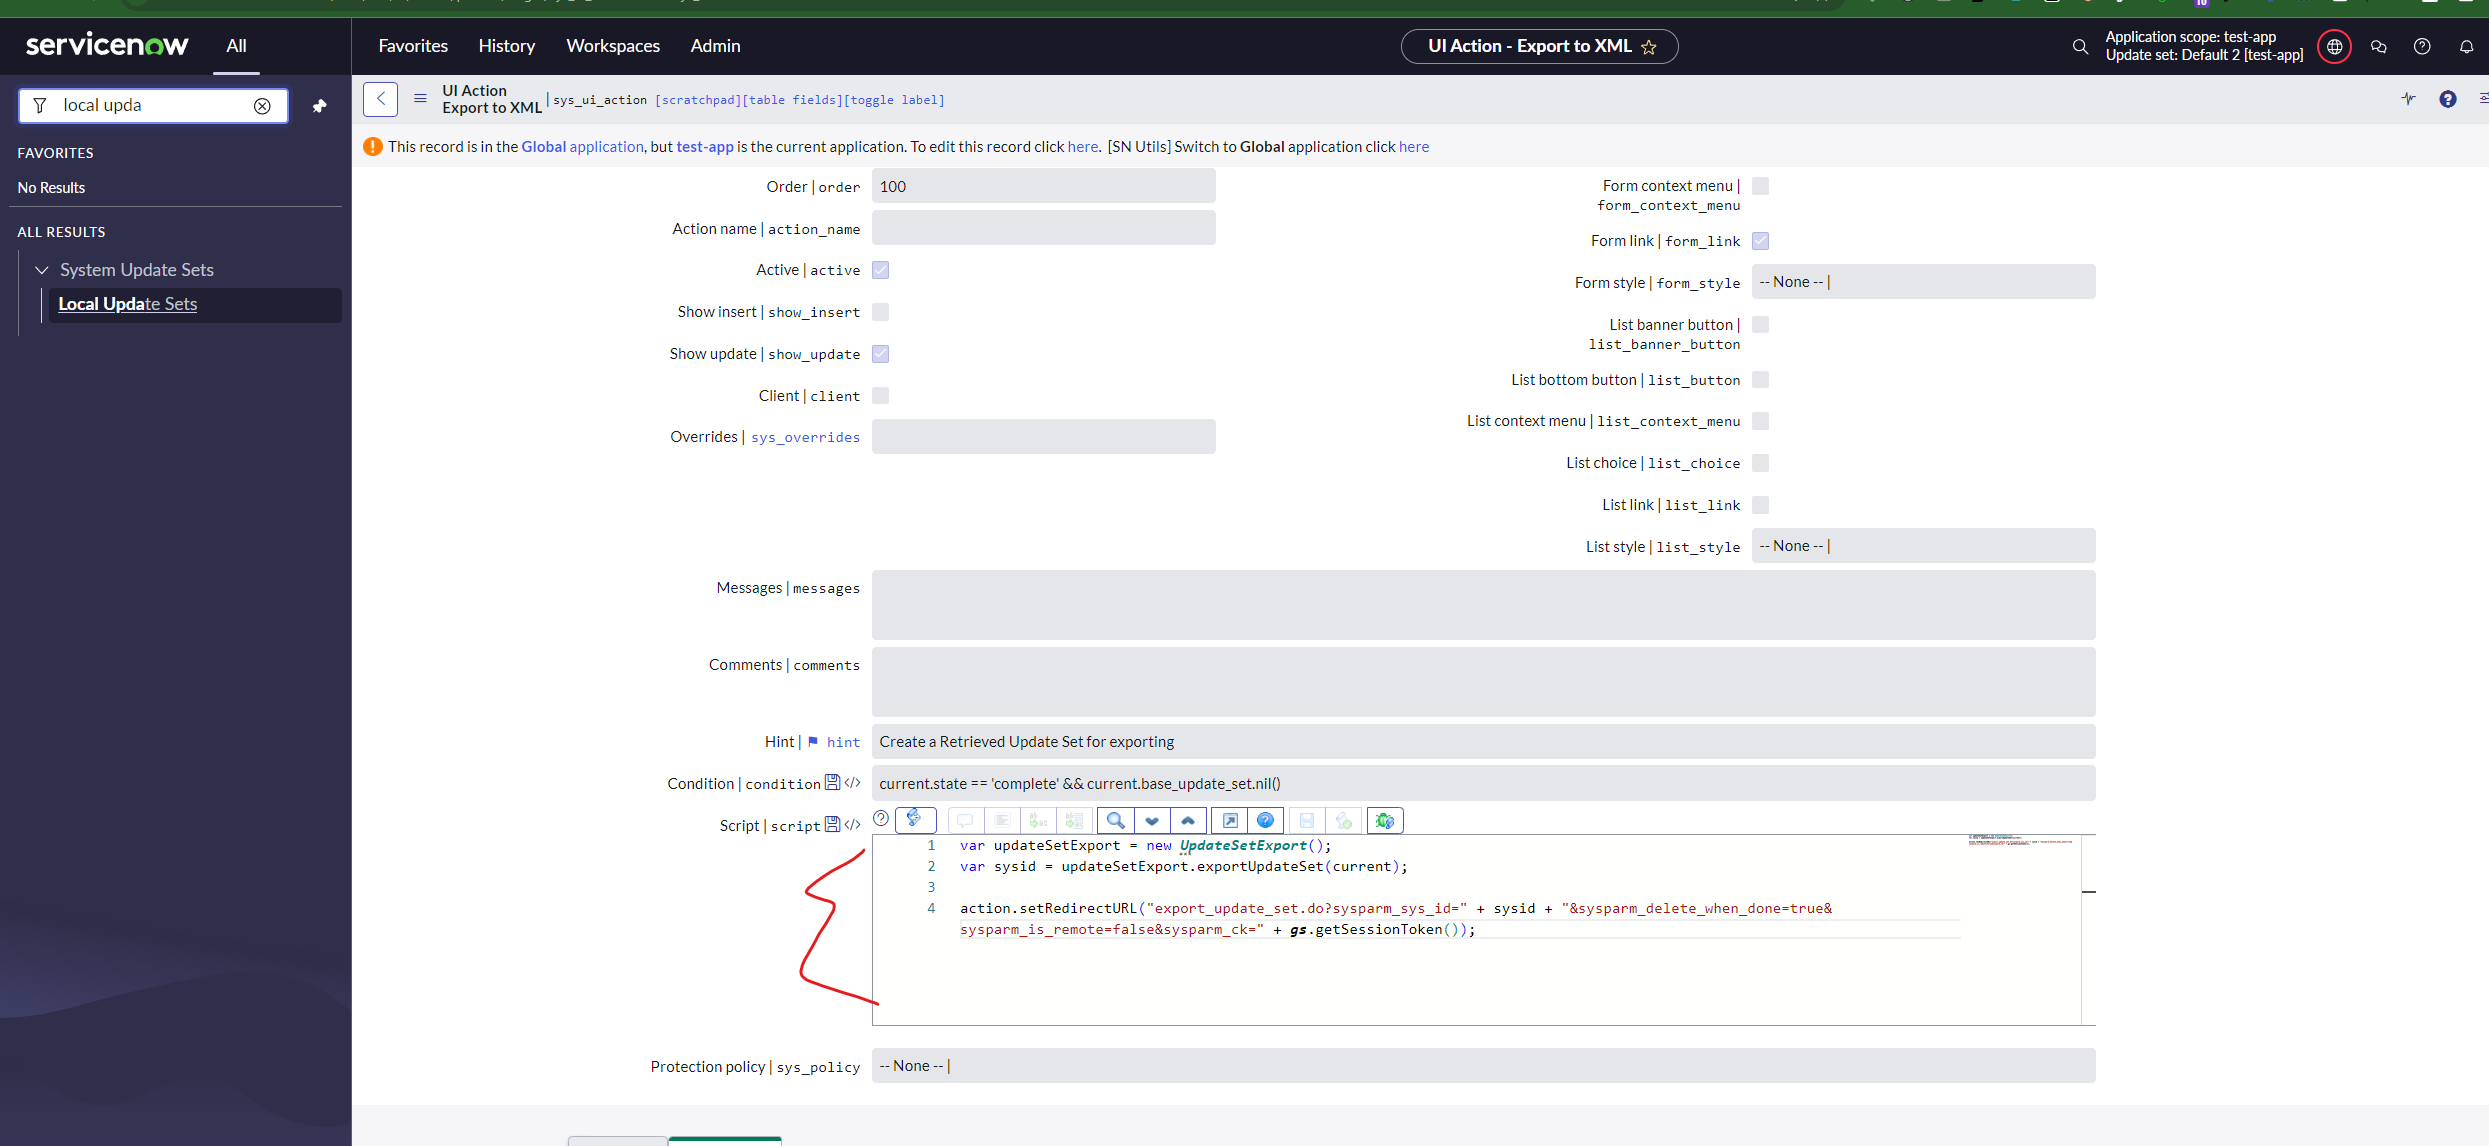 servicenow
All
Favorites
History
Workspaces
Admin
UI Action - Export to XML
Application scope: test-app
Update set: Default 2 [test-app]
local upda
FAVORITES
No Results
ALL RESULTS
System Update Sets
Local Update Sets
UI Action
Export to XML | sys_ui_action [scratchpad][table fields][toggle label]
This record is in the Global application, but test-app is the current application. To edit this record click here. [SN Utils] Switch to Global application click here
Order | order
100
Action name | action_name
Active | active
Show insert | show_insert
Show update | show_update
Client | client
Overrides | sys_overrides
Form context menu |
form_context_menu
Form link | form_link
Form style | form_style
-- None -- |
List banner button |
list_banner_button
List bottom button | list_button
List context menu | list_context_menu
List choice | list_choice
List link | list_link
List style | list_style
-- None -- |
Messages | messages
Comments | comments
Hint | hint
Create a Retrieved Update Set for exporting
Condition | condition
current.state == 'complete' && current.base_update_set.nil()
Script | script
1 var updateSetExport = new UpdateSetExport();
2 var sysid = updateSetExport.exportUpdateSet(current);
3
4 action.setRedirectURL("export_update_set.do?sysparm_sys_id=" + sysid + "&sysparm_delete_when_done=true&
sysparm_is_remote=false&sysparm_ck=" + gs.getSessionToken());
Protection policy | sys_policy
-- None -- |